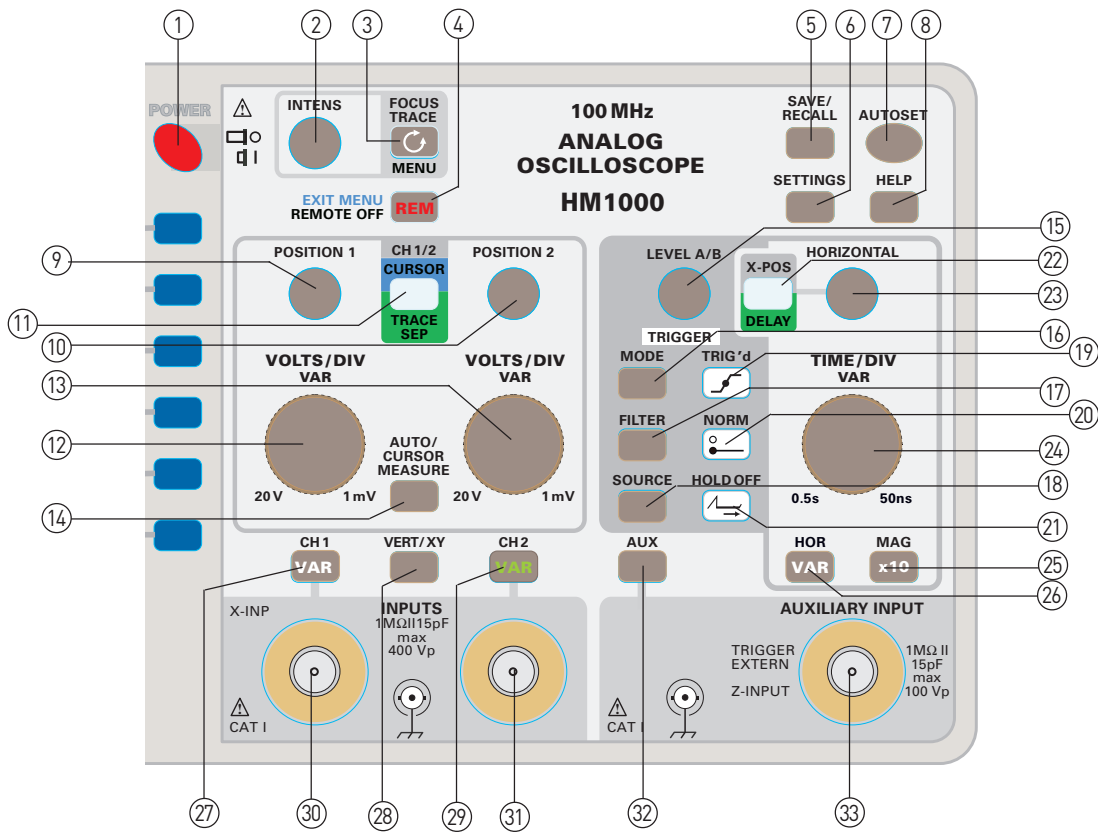 1 2 3 4 5 6 7 8
POWER
INTENS
FOCUS
TRACE
MENU
100 MHz
ANALOG
OSCILLOSCOPE
HM1000
SAVE/
RECALL
AUTOSET
SETTINGS
HELP
EXIT MENU
REMOTE OFF
REM
9
POSITION 1
CH 1/2
CURSOR
TRACE
SEP
POSITION 2
11
10
LEVEL A/B
X-POS
DELAY
HORIZONTAL
15
22
23
16
19
17
20
24
18
21
25
26
VOLTS/DIV
VAR
VOLTS/DIV
VAR
13
12
14
20 V
1 mV
20 V
1 mV
AUTO/
CURSOR
MEASURE
TRIGGER
MODE
TRIG'd
FILTER
NORM
SOURCE
HOLD OFF
TIME/DIV
VAR
0.5s
50ns
CH 1
VAR
VERT/XY
CH 2
VAR
AUX
HOR
VAR
MAG
x10
X-INP
INPUTS
1MΩII15pF
max
400 Vp
CAT I
AUXILIARY INPUT
TRIGGER
EXTERN
Z-INPUT
1MΩ II
15pF
max
100 Vp
CAT I
27 30 28 29 31 32 33